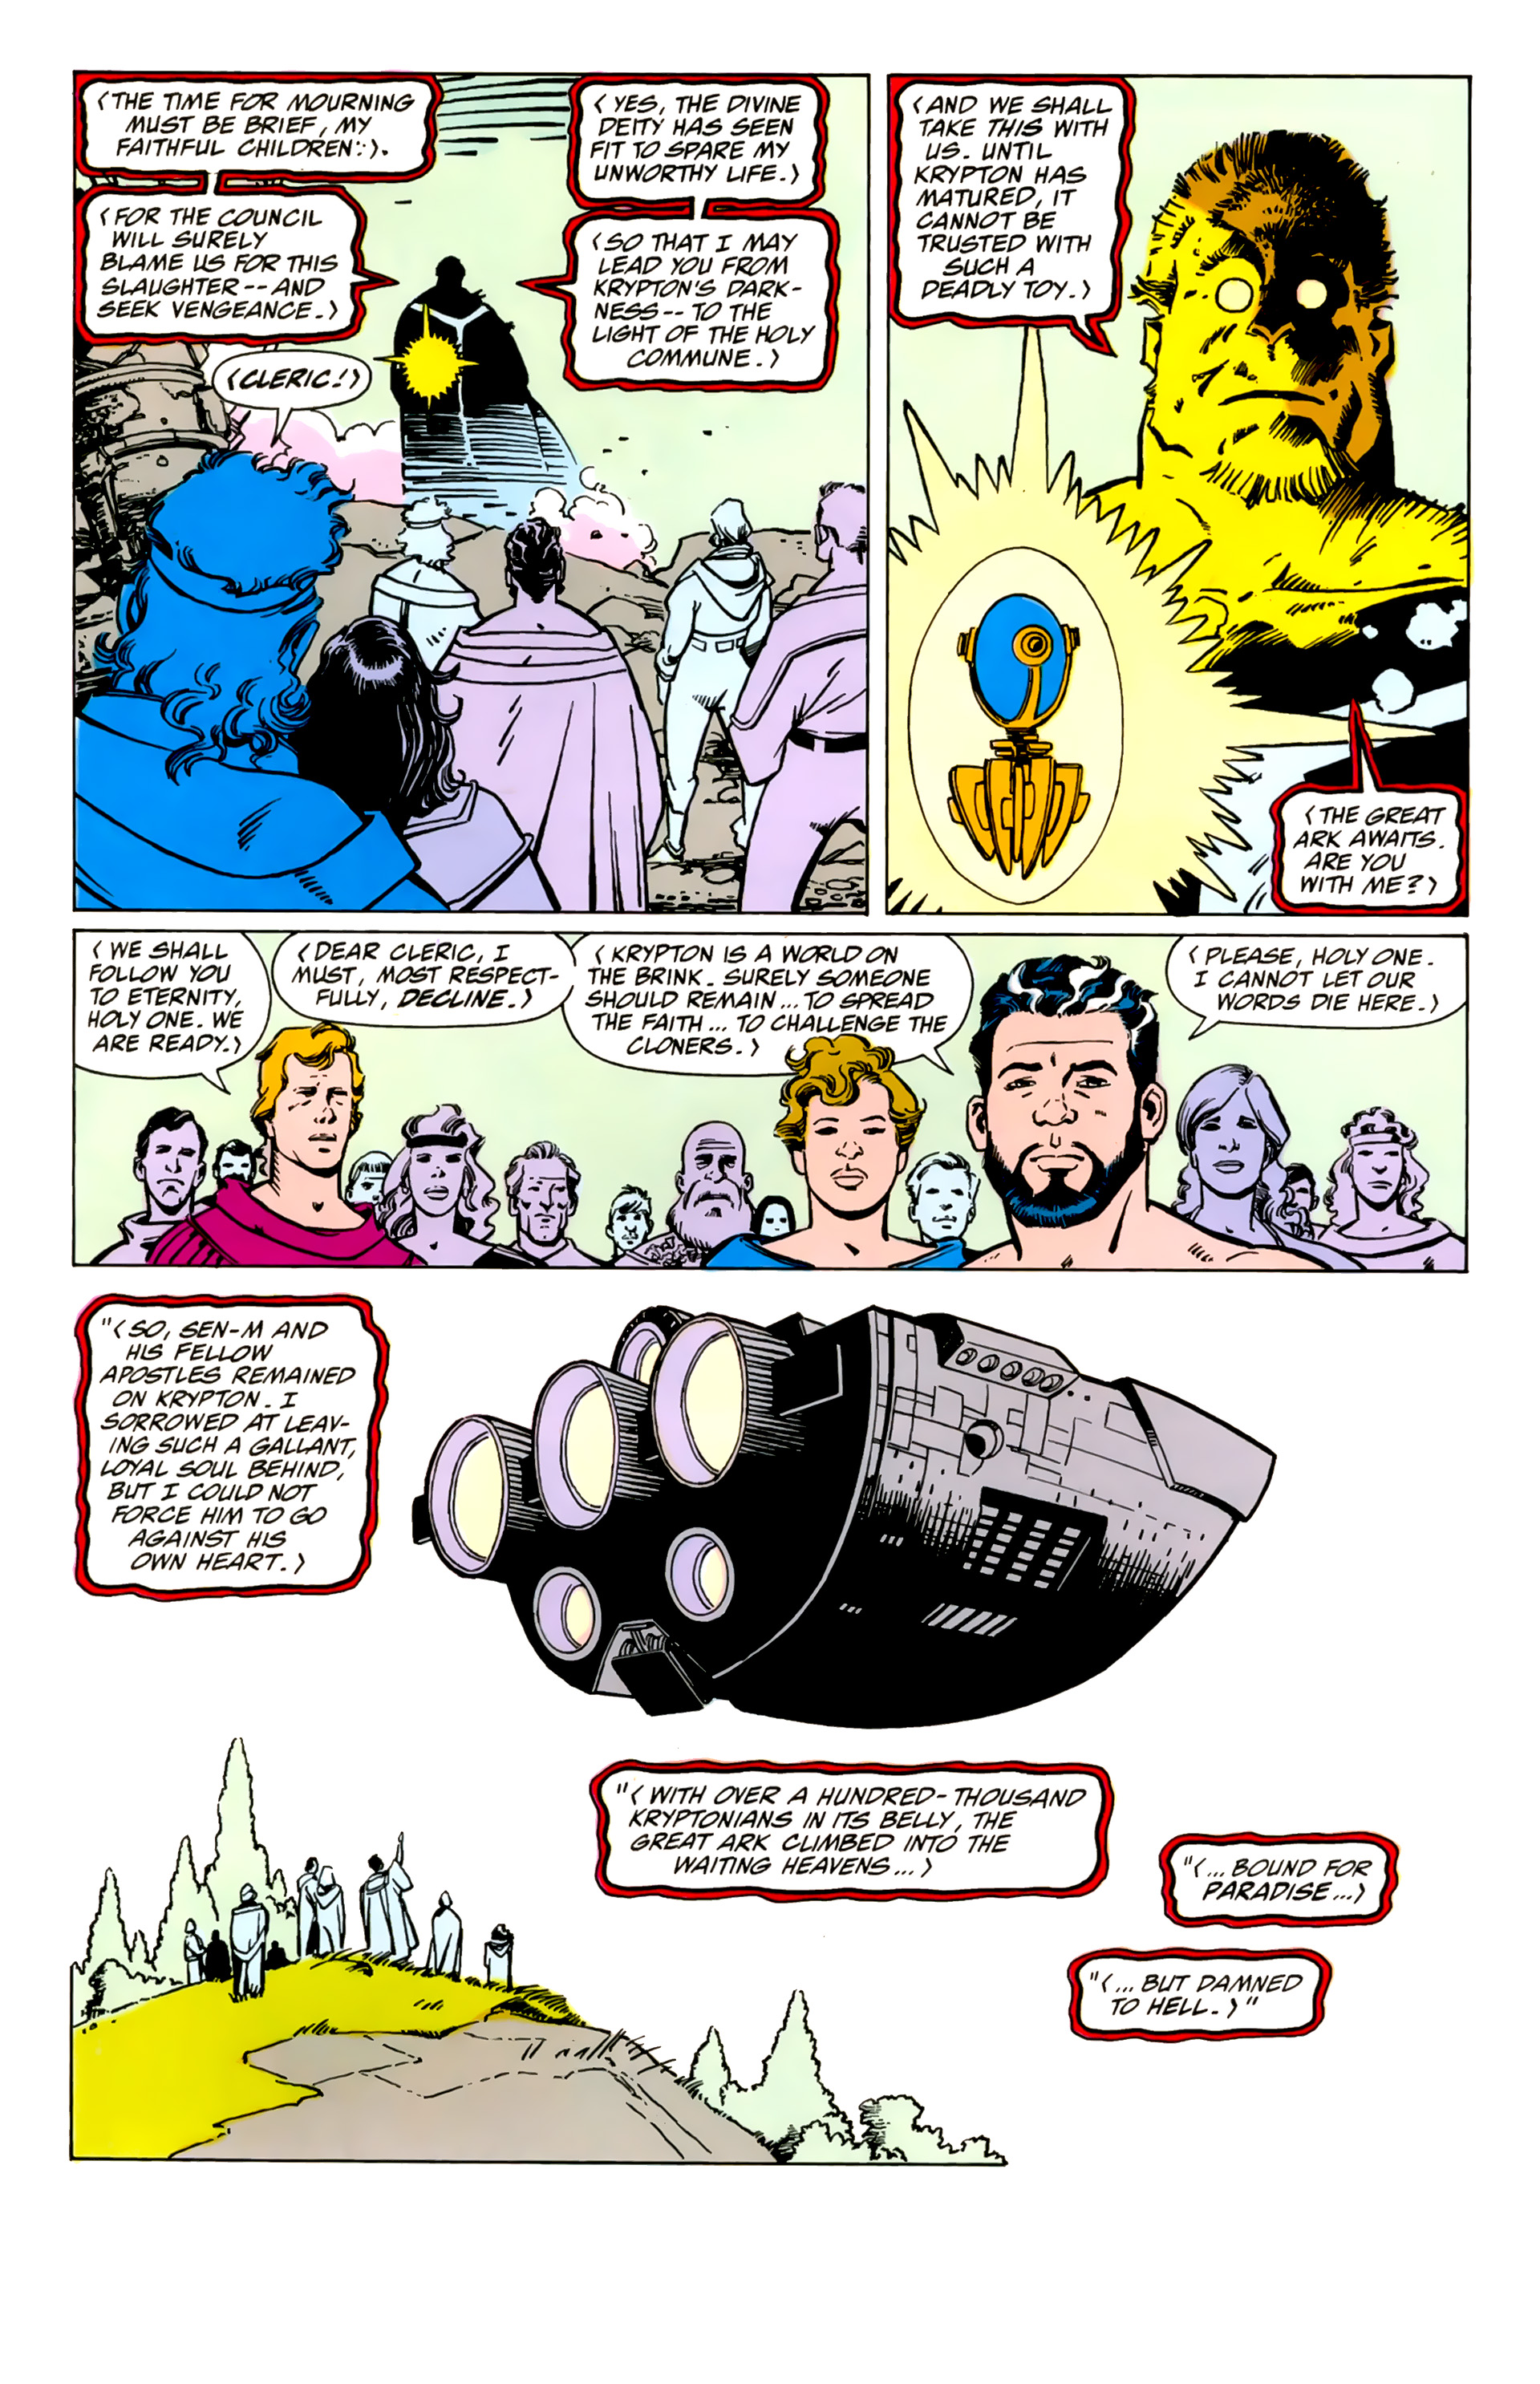 <THE TIME FOR MOURNING
MUST BE BRIEF, MY
FAITHFUL CHILDREN:>.
<FOR THE COUNCIL
WILL SURELY
BLAME US FOR THIS
SLAUGHTER--AND
SEEK VENGEANCE.>
<CLERIC!>
<YES, THE DIVINE
DEITY HAS SEEN
FIT TO SPARE MY
UNWORTHY LIFE.>
<SO THAT I MAY
LEAD YOU FROM
KRYPTON'S DARK-
NESS--TO THE
LIGHT OF THE HOLY
COMMUNE.>
<AND WE SHALL
TAKE THIS WITH
US. UNTIL
KRYPTON HAS
MATURED, IT
CANNOT BE
TRUSTED WITH
SUCH A
DEADLY TOY.>
<THE GREAT
ARK AWAITS.
ARE YOU
WITH ME?>
<WE SHALL
FOLLOW YOU
TO ETERNITY,
HOLY ONE. WE
ARE READY.>
<DEAR CLERIC, I
MUST, MOST RESPECT-
FULLY, DECLINE.>
<KRYPTON IS A WORLD ON
THE BRINK. SURELY SOMEONE
SHOULD REMAIN...TO SPREAD
THE FAITH...TO CHALLENGE THE
CLONERS.>
<PLEASE, HOLY ONE.
I CANNOT LET OUR
WORDS DIE HERE.>
"<SO, SEN-M AND
HIS FELLOW
APOSTLES REMAINED
ON KRYPTON. I
SORROWED AT LEAV-
ING SUCH A GALLANT,
LOYAL SOUL BEHIND,
BUT I COULD NOT
FORCE HIM TO GO
AGAINST HIS
OWN HEART.>
"<WITH OVER A HUNDRED-THOUSAND
KRYPTONIANS IN ITS BELLY, THE
GREAT ARK CLIMBED INTO THE
WAITING HEAVENS...>
"<...BOUND FOR
PARADISE...>
"<...BUT DAMNED
TO HELL.>"